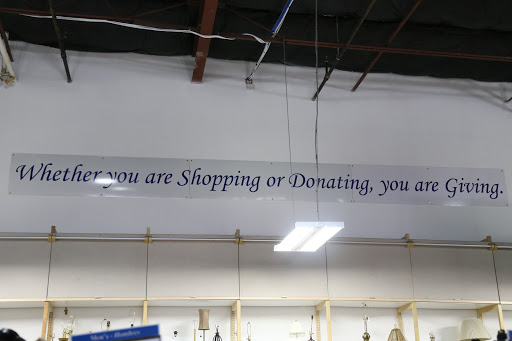 Whether you are Shopping or Donating, you are Giving.